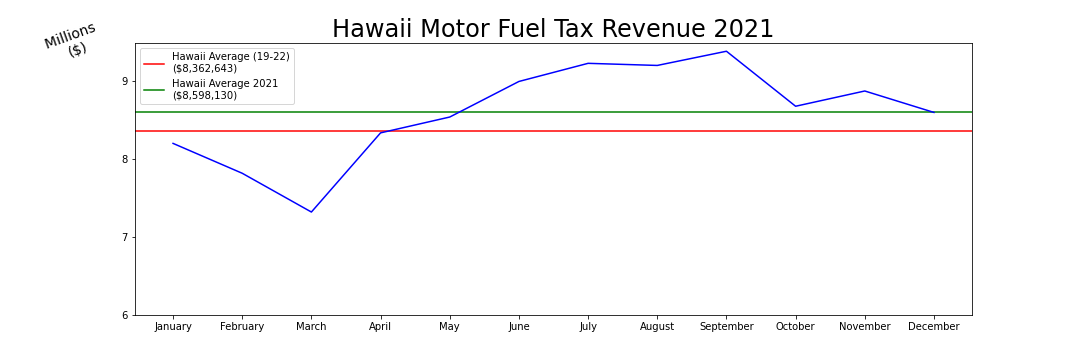 Hawaii Motor Fuel Tax Revenue 2021
Millions
($)
Hawaii Average (19-22)
($8,362,643)
Hawaii Average 2021
($8,598,130)
9
8
7
6
January February March April May June July August September October November December